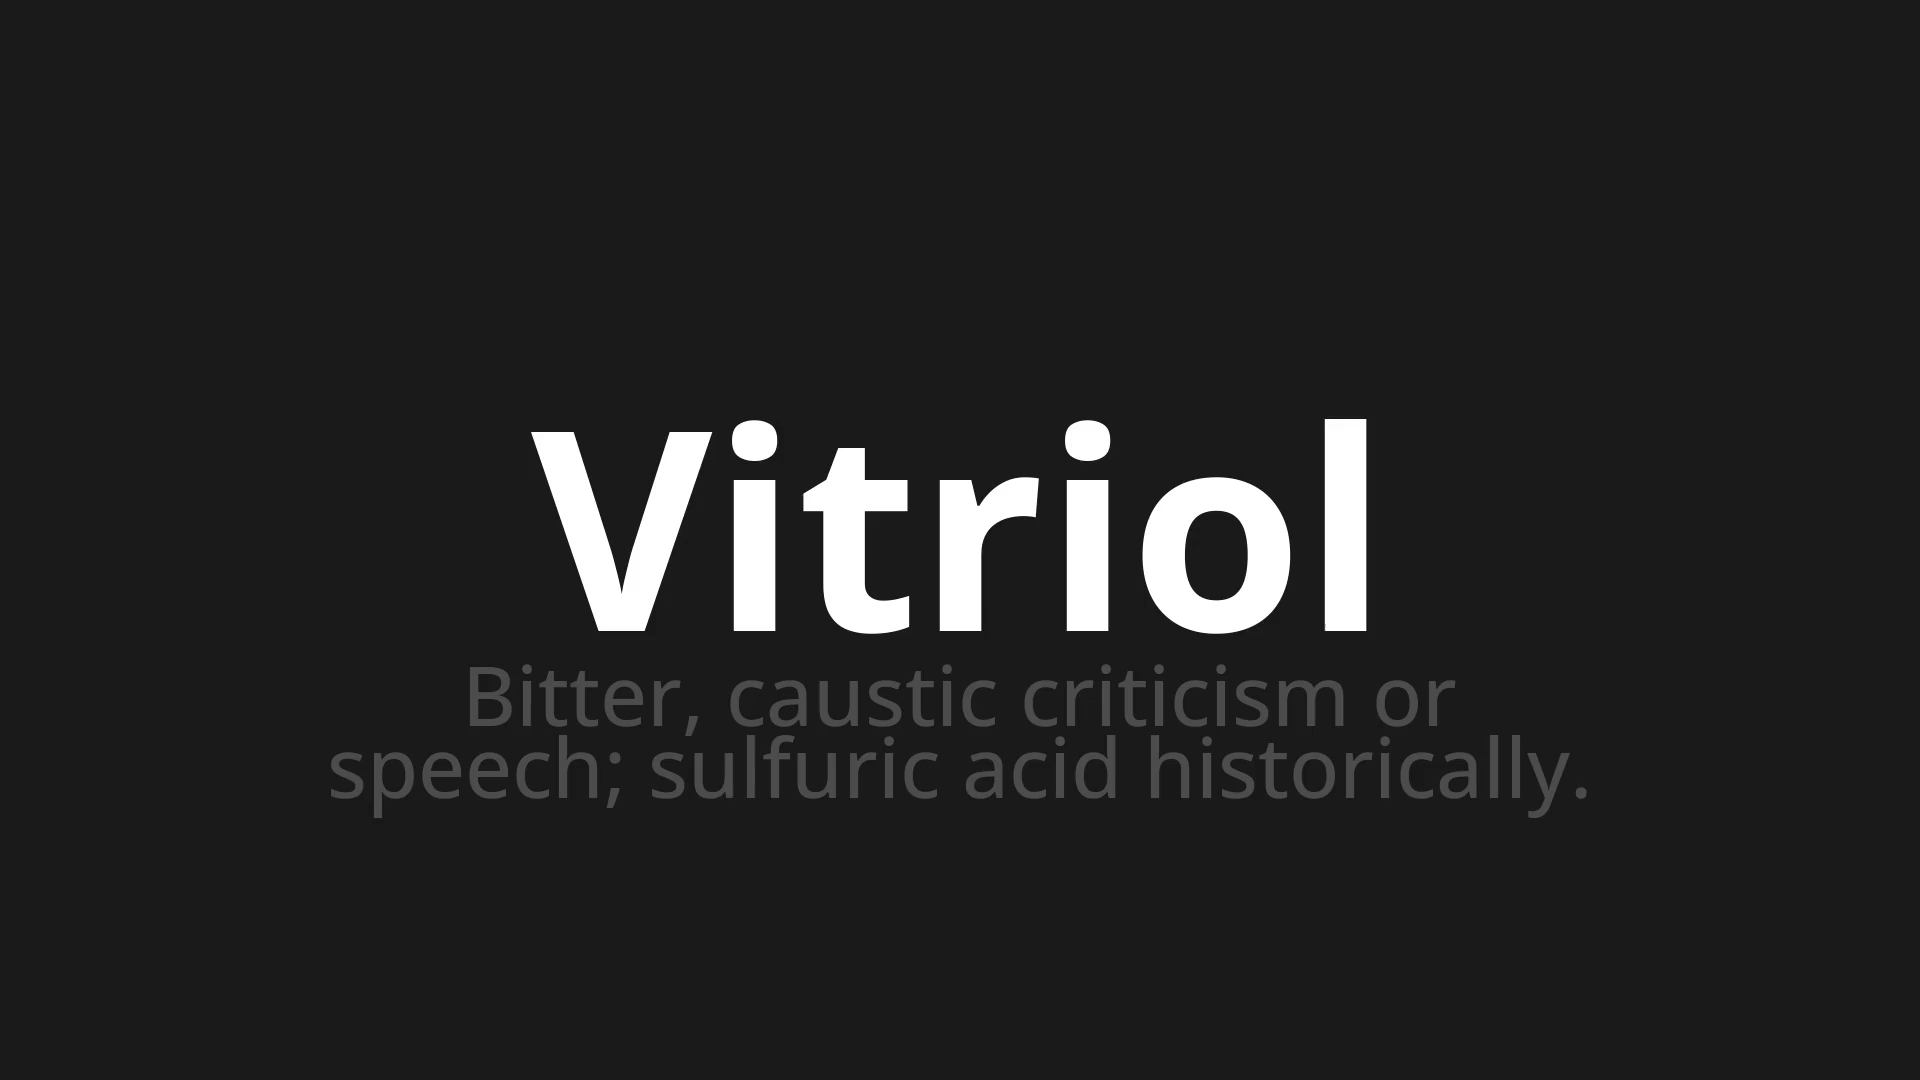 Vitriol
Bitter, caustic criticism or
speech; sulfuric acid historically.